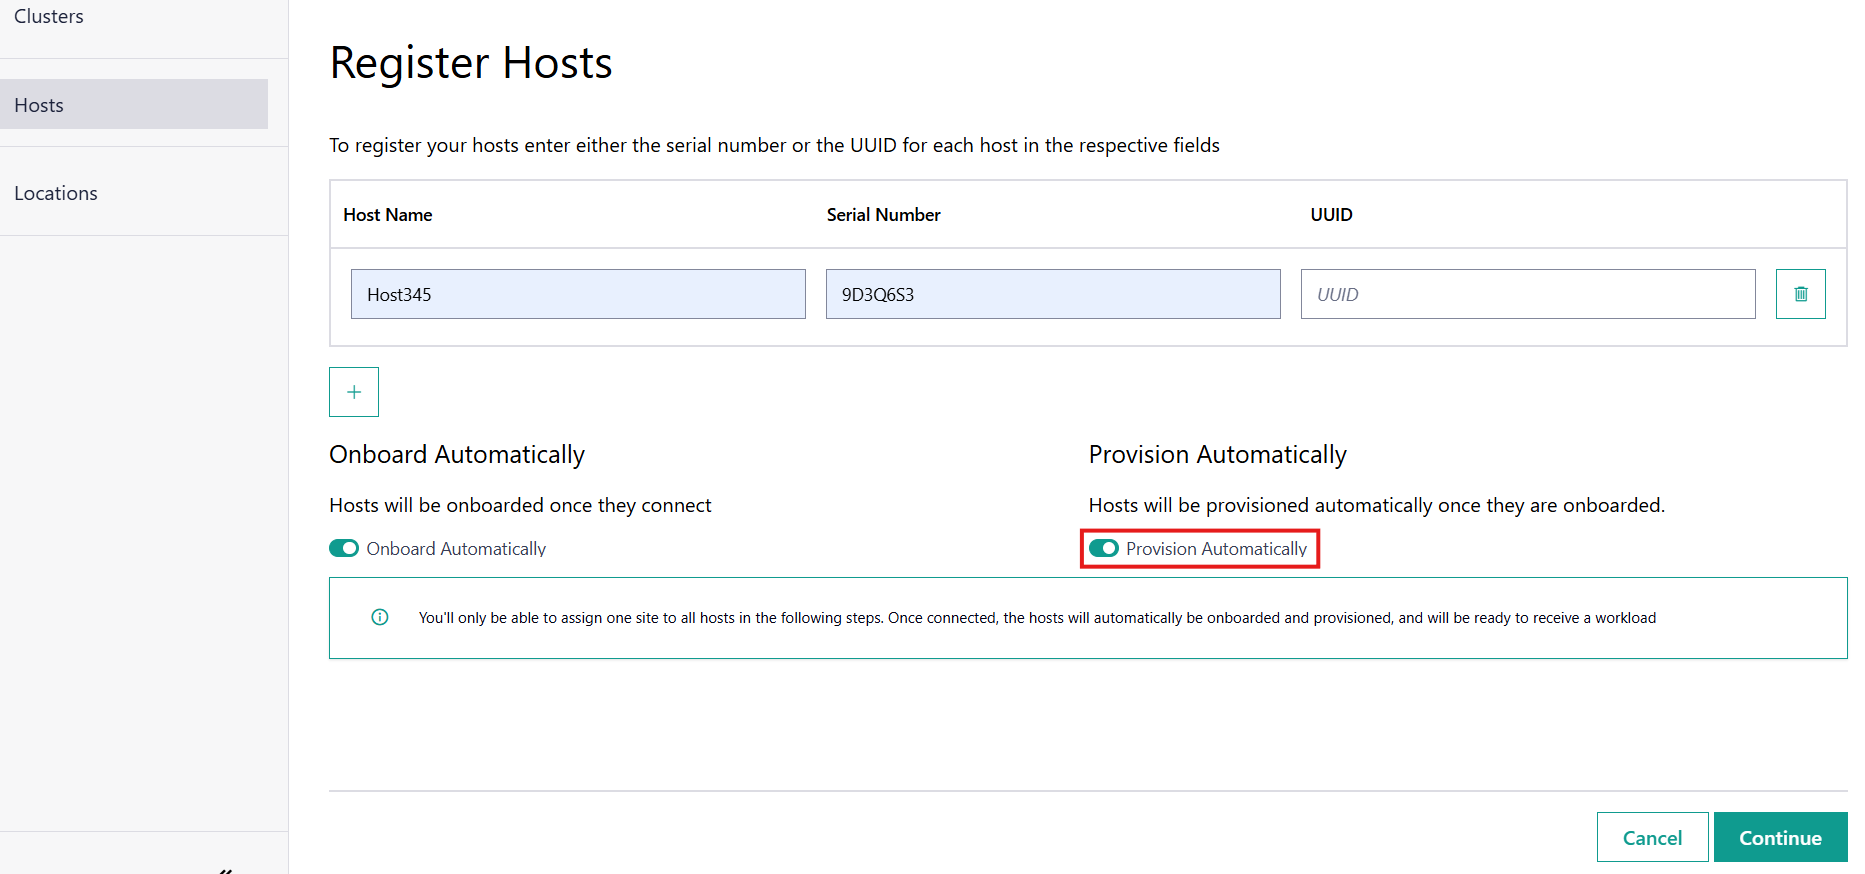 Clusters
Hosts
Locations
Register Hosts
To register your hosts enter either the serial number or the UUID for each host in the respective fields
Host Name Serial Number UUID
Host345 9D3Q6S3 UUID
+
Onboard Automatically
Hosts will be onboarded once they connect
Onboard Automatically
Provision Automatically
Hosts will be provisioned automatically once they are onboarded.
Provision Automatically
You'll only be able to assign one site to all hosts in the following steps. Once connected, the hosts will automatically be onboarded and provisioned, and will be ready to receive a workload
Cancel Continue